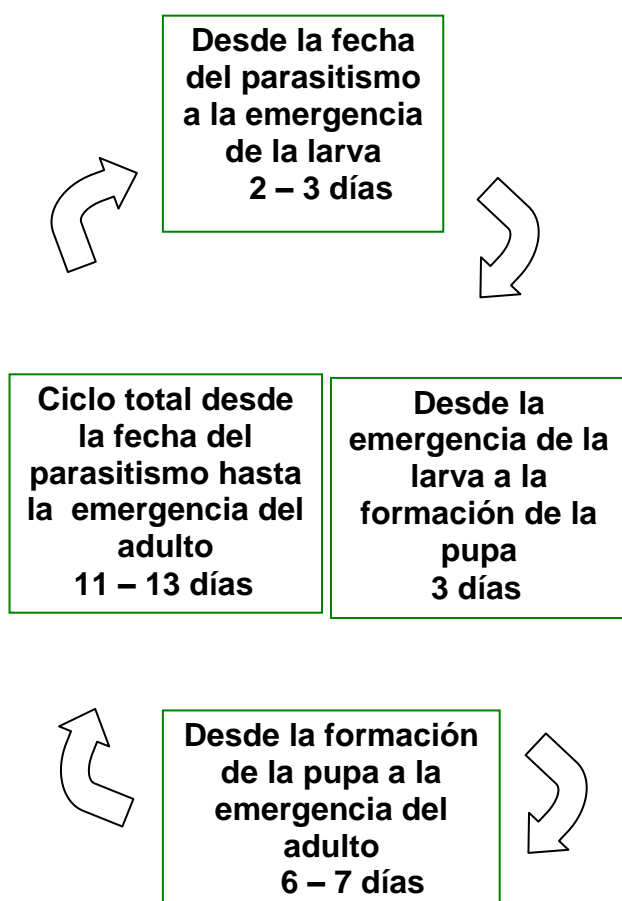 Desde la fecha
del parasitismo
a la emergencia
de la larva
2 – 3 días
Ciclo total desde
la fecha del
parasitismo hasta
la emergencia del
adulto
11 – 13 días
Desde la
emergencia de la
larva a la
formación de la
pupa
3 días
Desde la formación
de la pupa a la
emergencia del
adulto
6 – 7 días